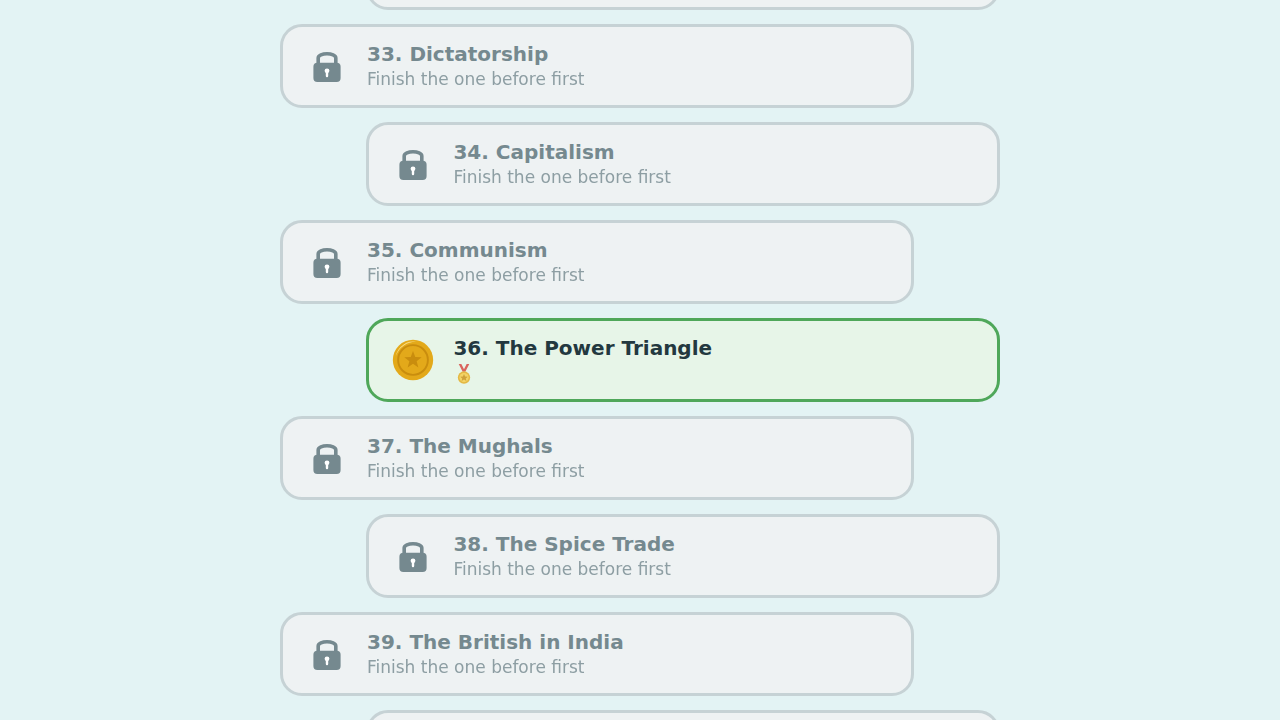 33. Dictatorship
Finish the one before first
34. Capitalism
Finish the one before first
35. Communism
Finish the one before first
36. The Power Triangle
37. The Mughals
Finish the one before first
38. The Spice Trade
Finish the one before first
39. The British in India
Finish the one before first